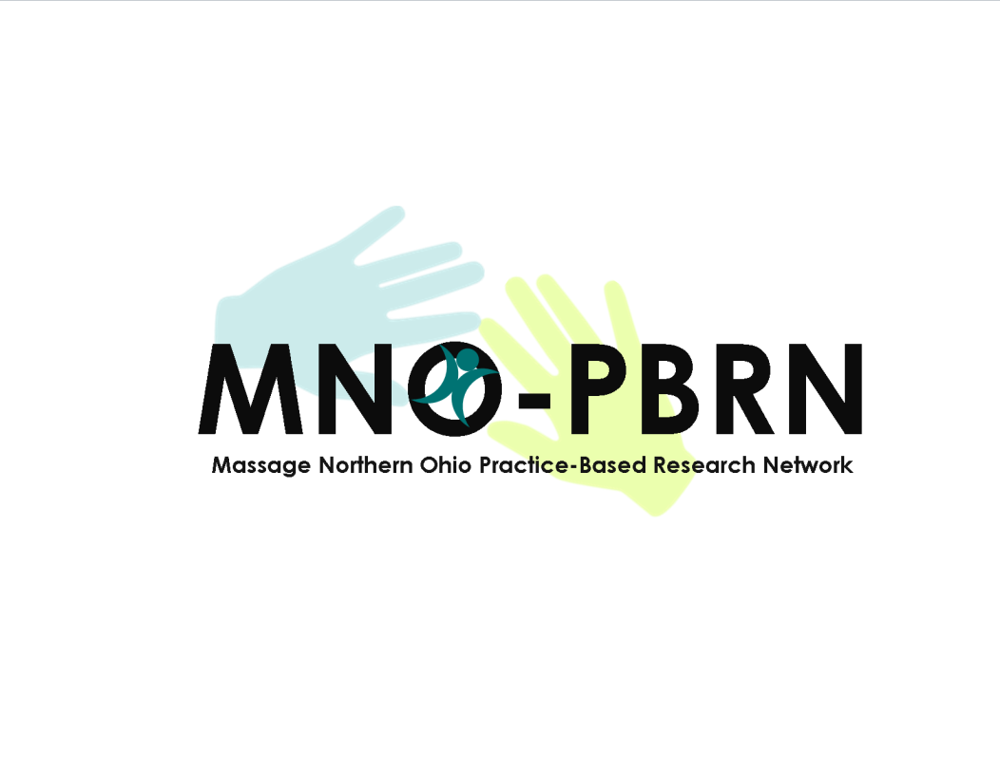 MNO-PBRN
Massage Northern Ohio Practice-Based Research Network